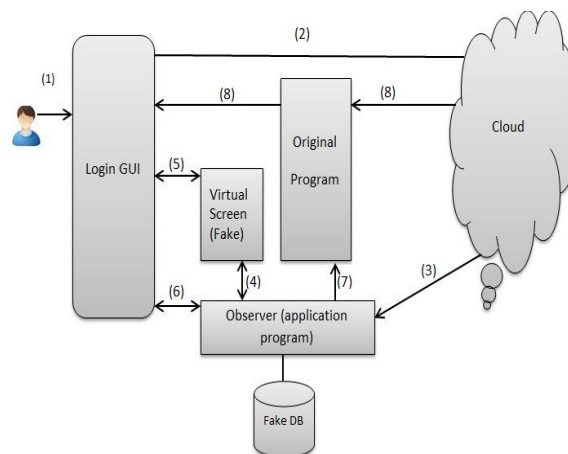 (2)
(1)
(8)
(8)
Login GUI
Original
Program
Cloud
(5)
Virtual
Screen
(Fake)
(3)
(6)
(4)
(7)
Observer (application
program)
Fake DB